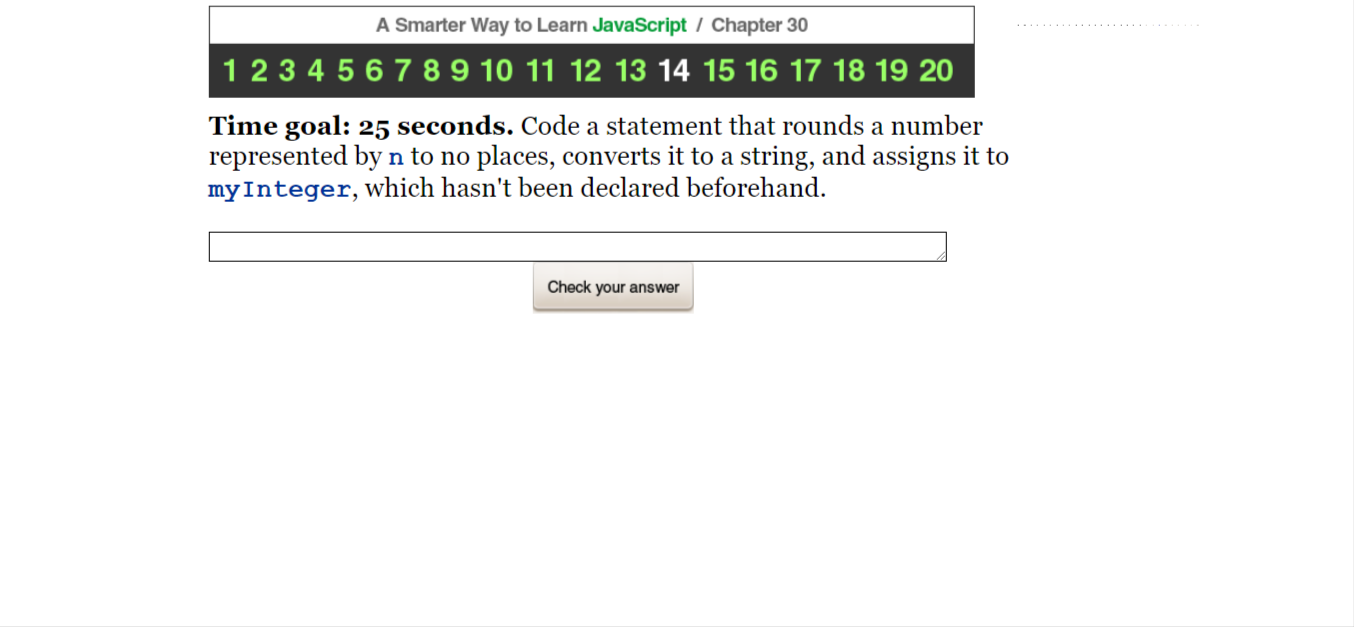 A Smarter Way to Learn JavaScript / Chapter 30
1 2 3 4 5 6 7 8 9 10 11 12 13 14 15 16 17 18 19 20
Time goal: 25 seconds. Code a statement that rounds a number
represented by n to no places, converts it to a string, and assigns it to
myInteger, which hasn't been declared beforehand.
Check your answer